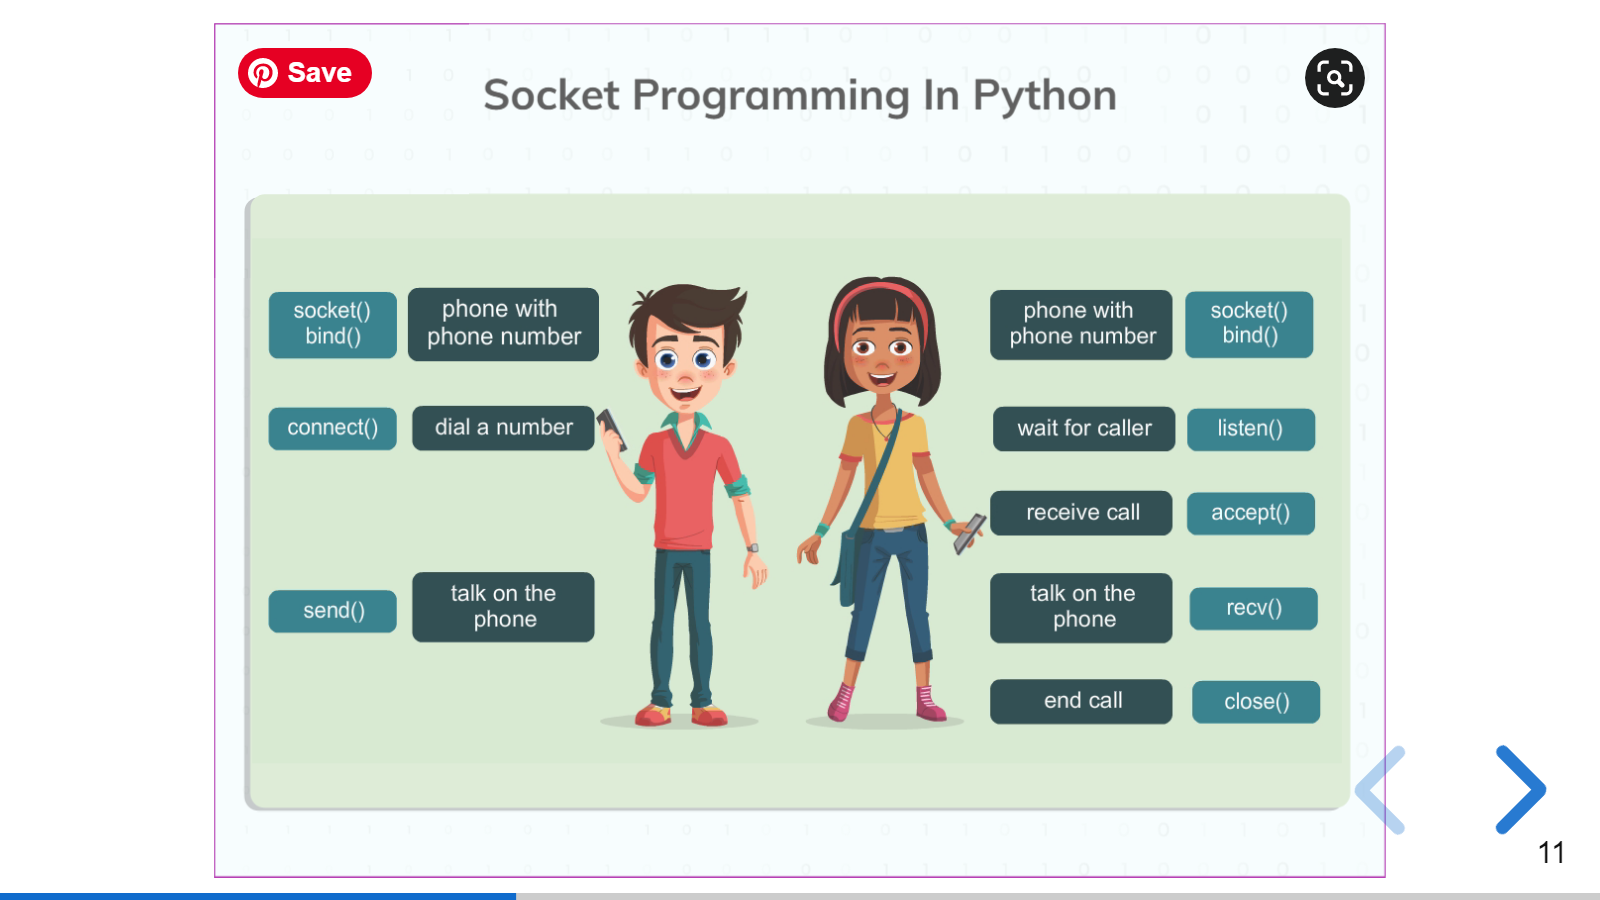 Save
Socket Programming In Python
socket()
bind()
phone with
phone number
phone with
phone number
socket()
bind()
connect()
dial a number
wait for caller
listen()
receive call
accept()
send()
talk on the
phone
talk on the
phone
recv()
end call
close()
11